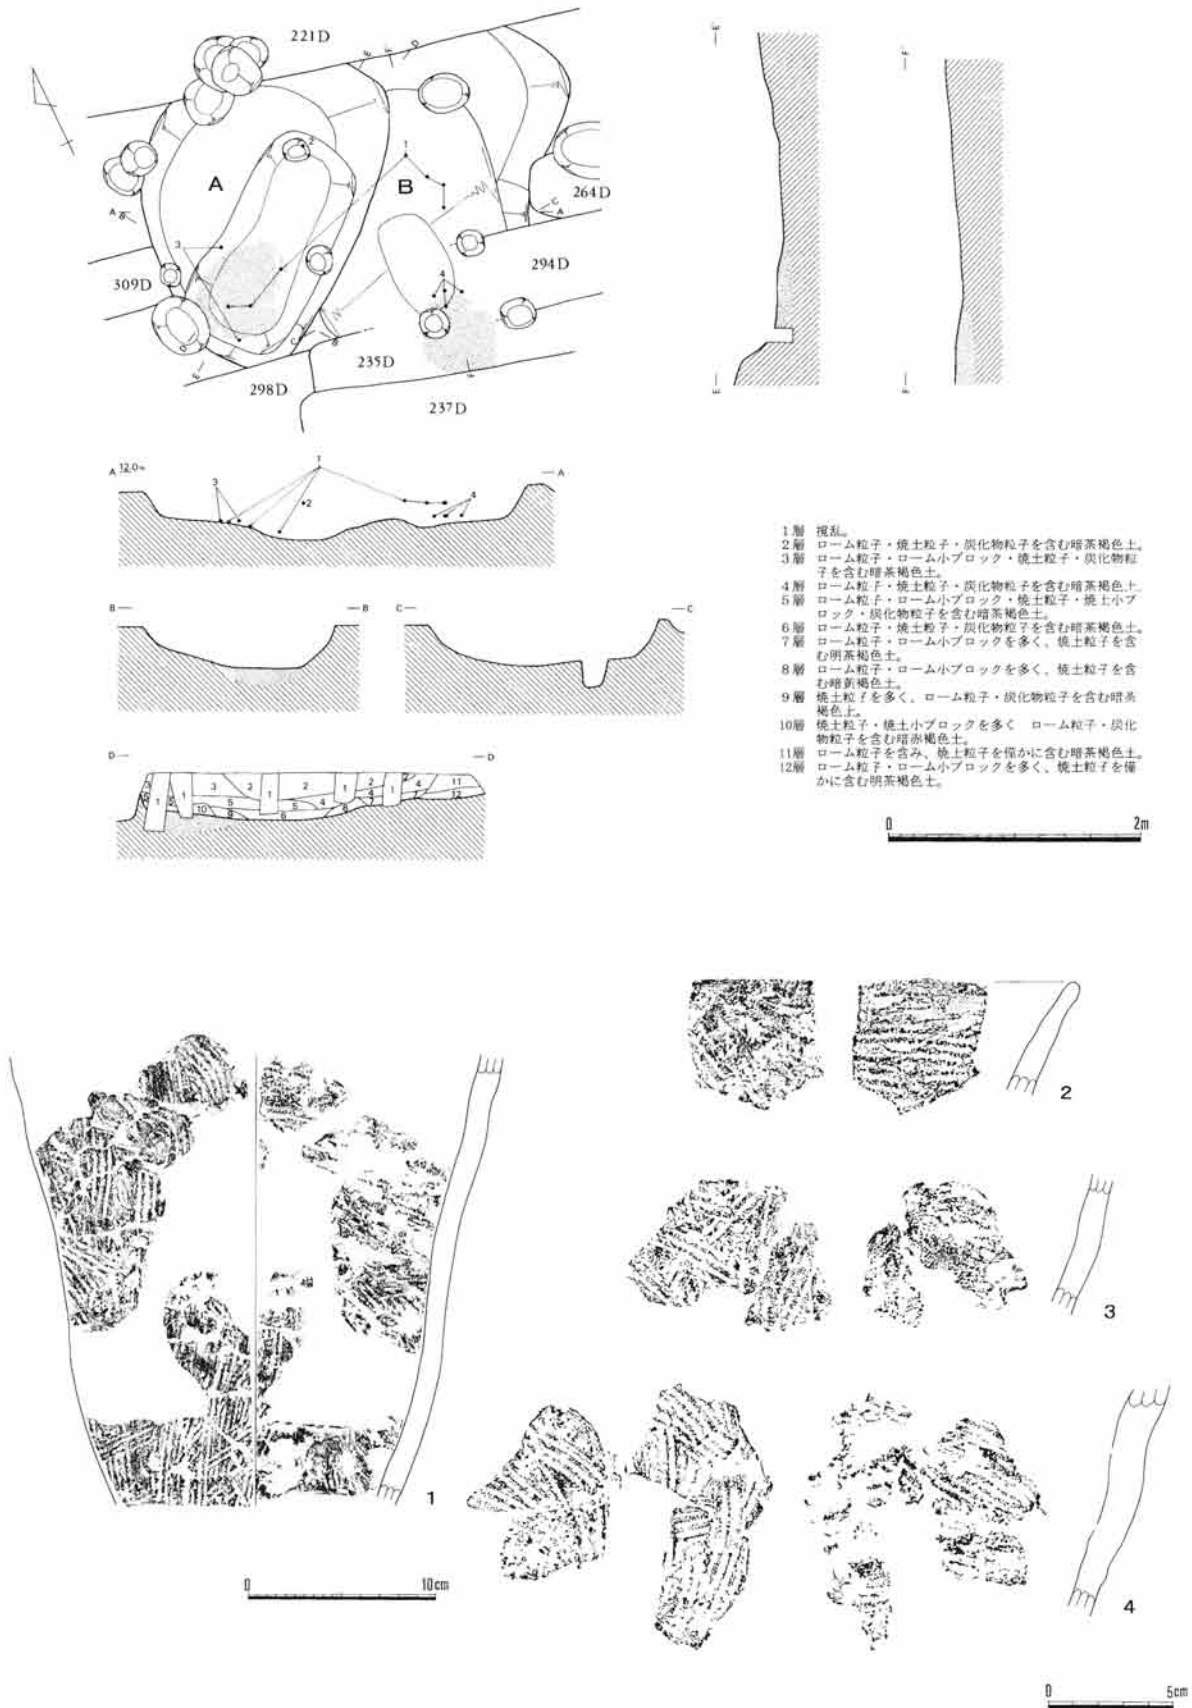 221D
E
F
D
E'
F'
2
1
A
B
264D
C
A
A
B
3
294D
309D
4
C
B
D
E
235D
F
298D
237D
E
F
A
12.0m
1
A
3
2
4
B
B
C
C
D
D
1層 攪乱。
2層 ローム粒子・焼土粒子・炭化物粒子を含む暗茶褐色土。
3層 ローム粒子・ローム小ブロック・焼土粒子・炭化物粒
子を含む暗茶褐色土。
4層 ローム粒子・焼土粒子・炭化物粒子を含む暗茶褐色土。
5層 ローム粒子・ローム小ブロック・焼土粒子・焼土小ブ
ロック・炭化物粒子を含む暗茶褐色土。
6層 ローム粒子・焼土粒子・炭化物粒子を含む暗茶褐色土。
7層 ローム粒子・ローム小ブロックを多く、焼土粒子を含
む明茶褐色土。
8層 ローム粒子・ローム小ブロックを多く、焼土粒子を含
む暗黄褐色土。
9層 焼土粒子を多く、ローム粒子・炭化物粒子を含む暗茶
褐色土。
10層 焼土粒子・焼土小ブロックを多く ローム粒子・炭化
物粒子を含む暗赤褐色土。
11層 ローム粒子を含み、焼土粒子を僅かに含む暗茶褐色土。
12層 ローム粒子・ローム小ブロックを多く、焼土粒子を僅
かに含む明茶褐色土。
0 2m
2
3
1
4
0 10cm
0 5cm